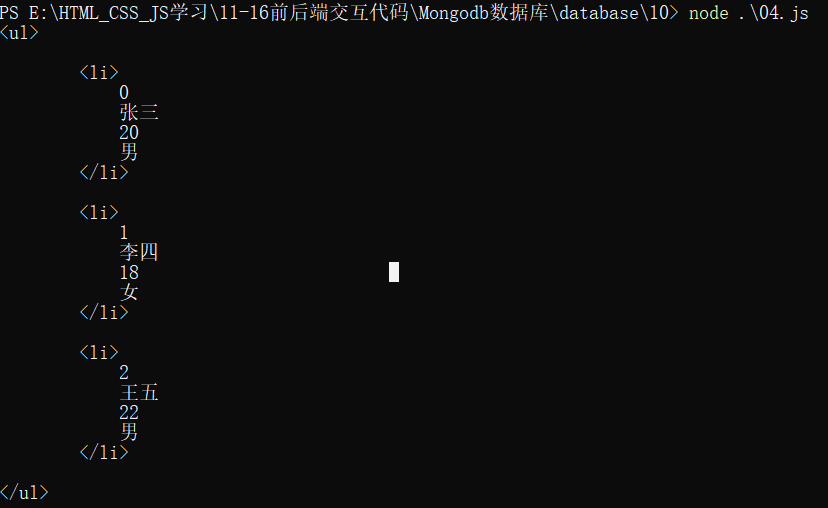 PS E:\HTML_CSS_JS学习\11-16前后端交互代码\Mongodb数据库\database\10> node .\04.js
<ul>
<li>
0
张三
20
男
</li>
<li>
1
李四
18
女
</li>
<li>
2
王五
22
男
</li>
</ul>